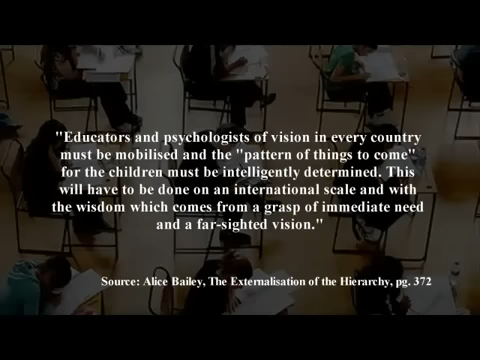 "Educators and psychologists of vision in every country
must be mobilised and the "pattern of things to come"
for the children must be intelligently determined. This
will have to be done on an international scale and with
the wisdom which comes from a grasp of immediate need
and a far-sighted vision."
Source: Alice Bailey, The Externalisation of the Hierarchy, pg. 372